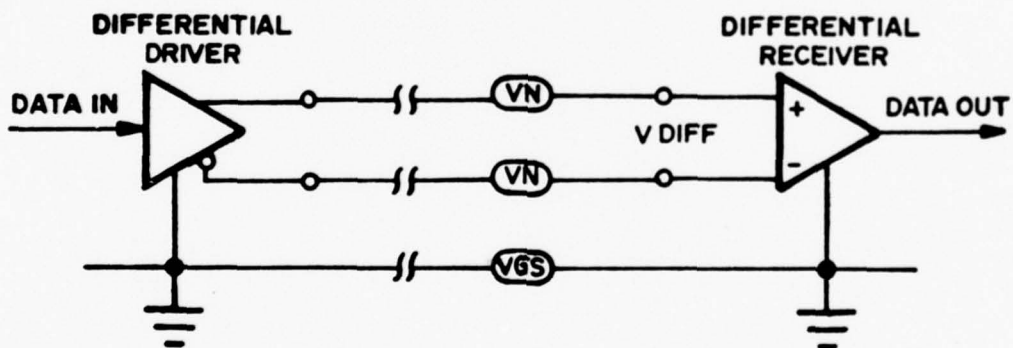 DIFFERENTIAL
DRIVER
DIFFERENTIAL
RECEIVER
DATA IN
VN
V DIFF
+
-
DATA OUT
VN
VGS